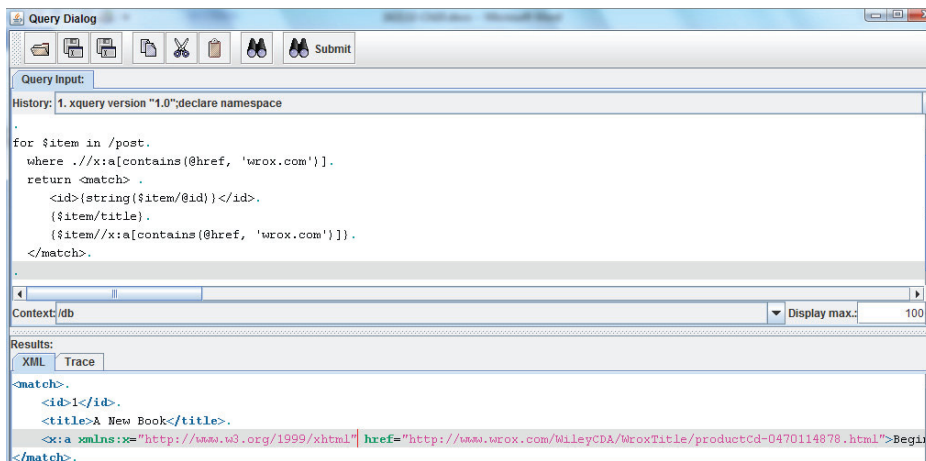 Query Dialog
Submit
Query Input:
History: 1. xquery version "1.0";declare namespace
.
for $item in /post.
where .//x:a[contains(@href, 'wrox.com')].
return <match> .
<id>{string($item/@id)}</id>.
{$item/title}.
{$item//x:a[contains(@href, 'wrox.com')]}.
</match>.
.
Context: /db Display max.: 100
Results:
XML Trace
<match>.
<id>1</id>.
<title>A New Book</title>.
<x:a xmlns:x="http://www.w3.org/1999/xhtml" href="http://www.wrox.com/WileyCDA/WroxTitle/productCd-0470114878.html">Begi
</match>.